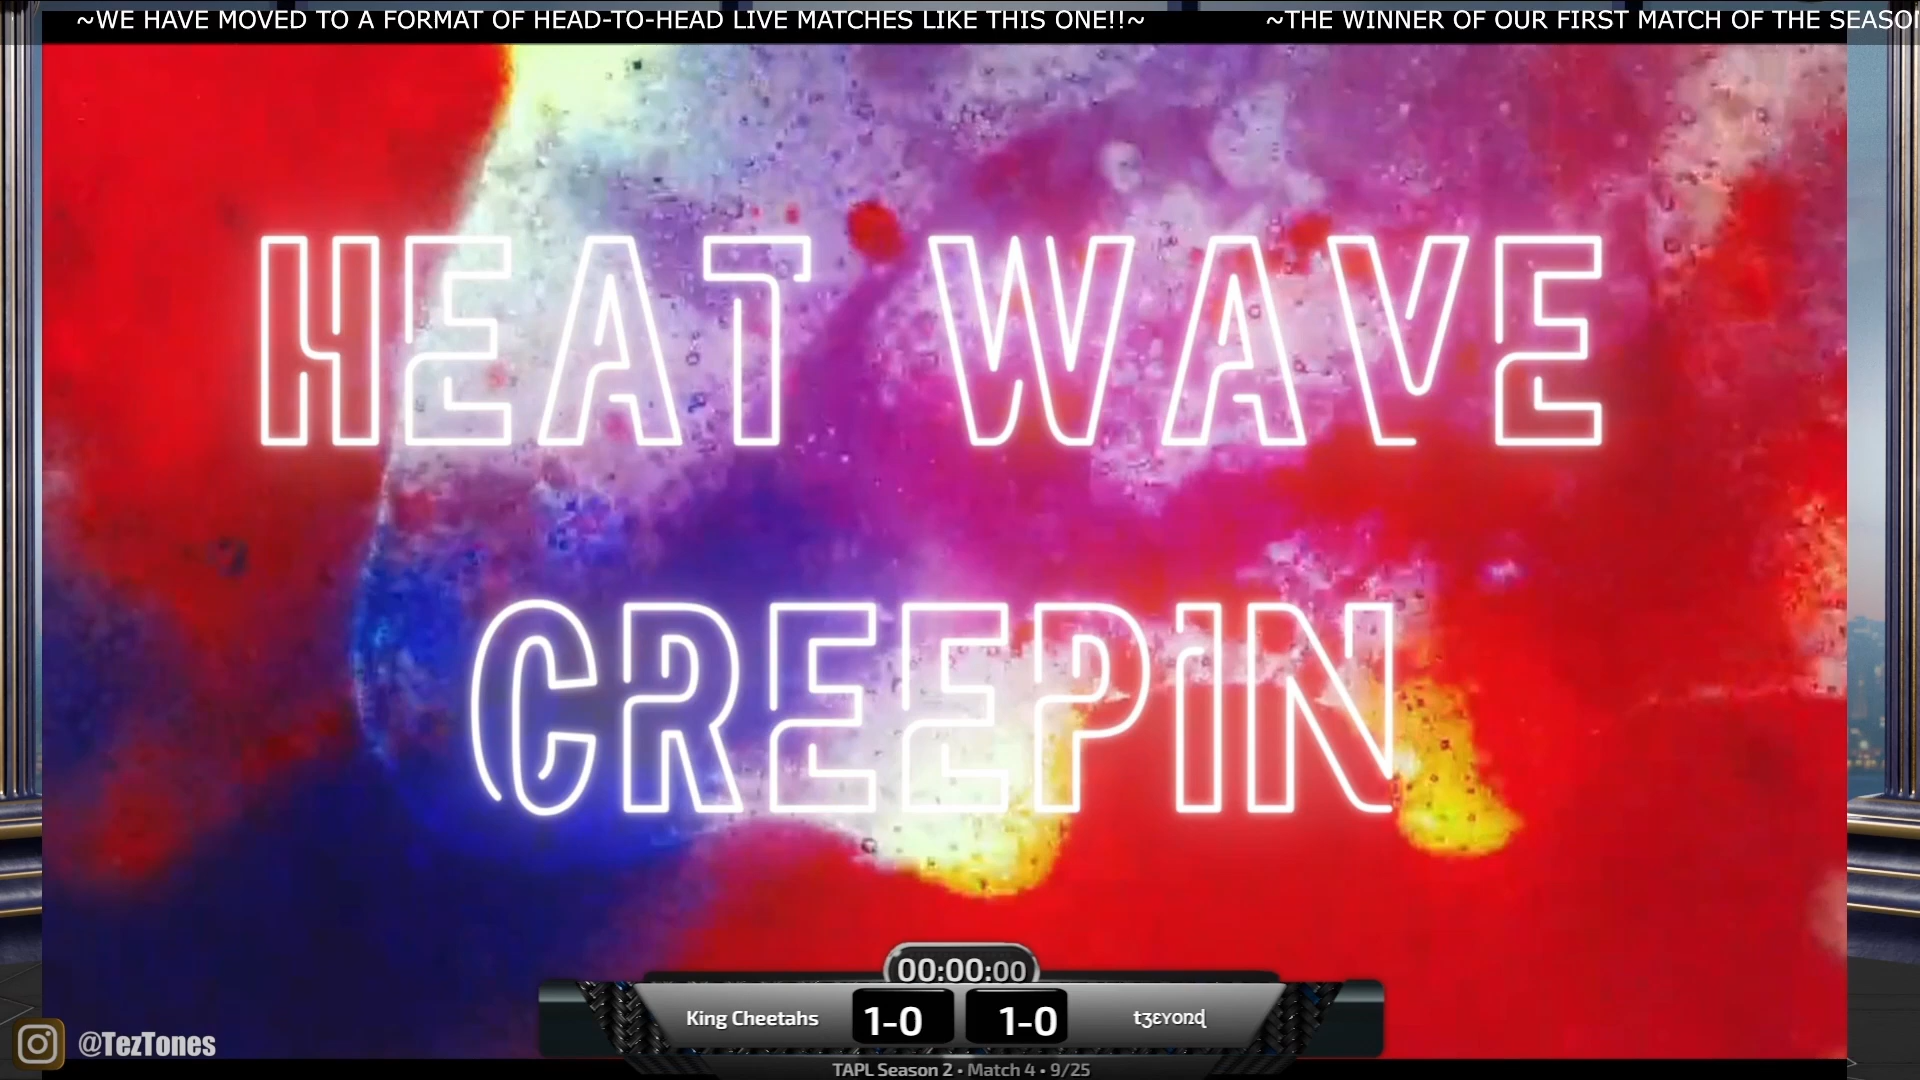 ~WE HAVE MOVED TO A FORMAT OF HEAD-TO-HEAD LIVE MATCHES LIKE THIS ONE!!~ ~THE WINNER OF OUR FIRST MATCH OF THE SEASON
HEAT WAVE
CREEPIN
00:00:00
King Cheetahs 1-0 1-0 tʒɛʏoɒɖ
@TezTones
TAPL Season 2 • Match 4 • 9/25